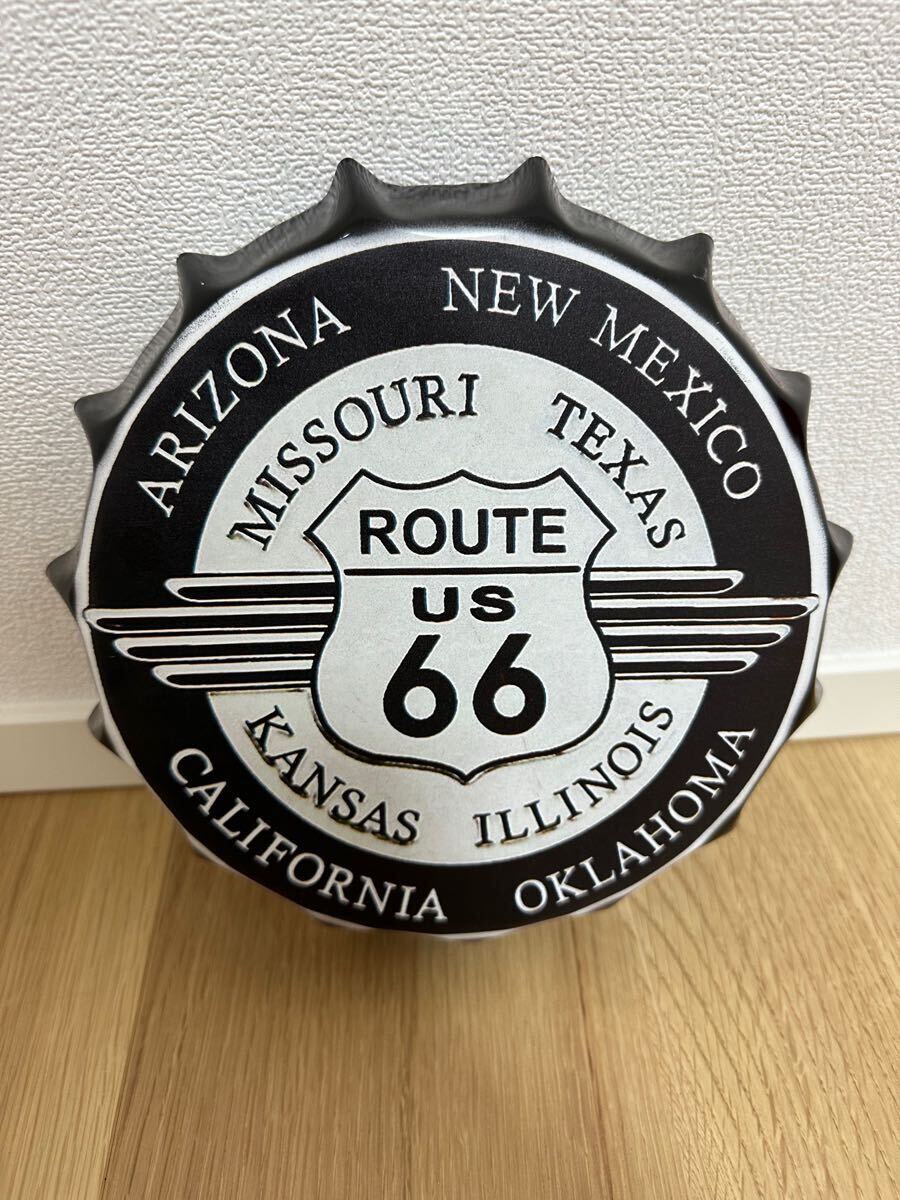 ARIZONA
NEW MEXICO
MISSOURI
TEXAS
ROUTE
US
66
KANSAS
ILLINOIS
CALIFORNIA
OKLAHOMA